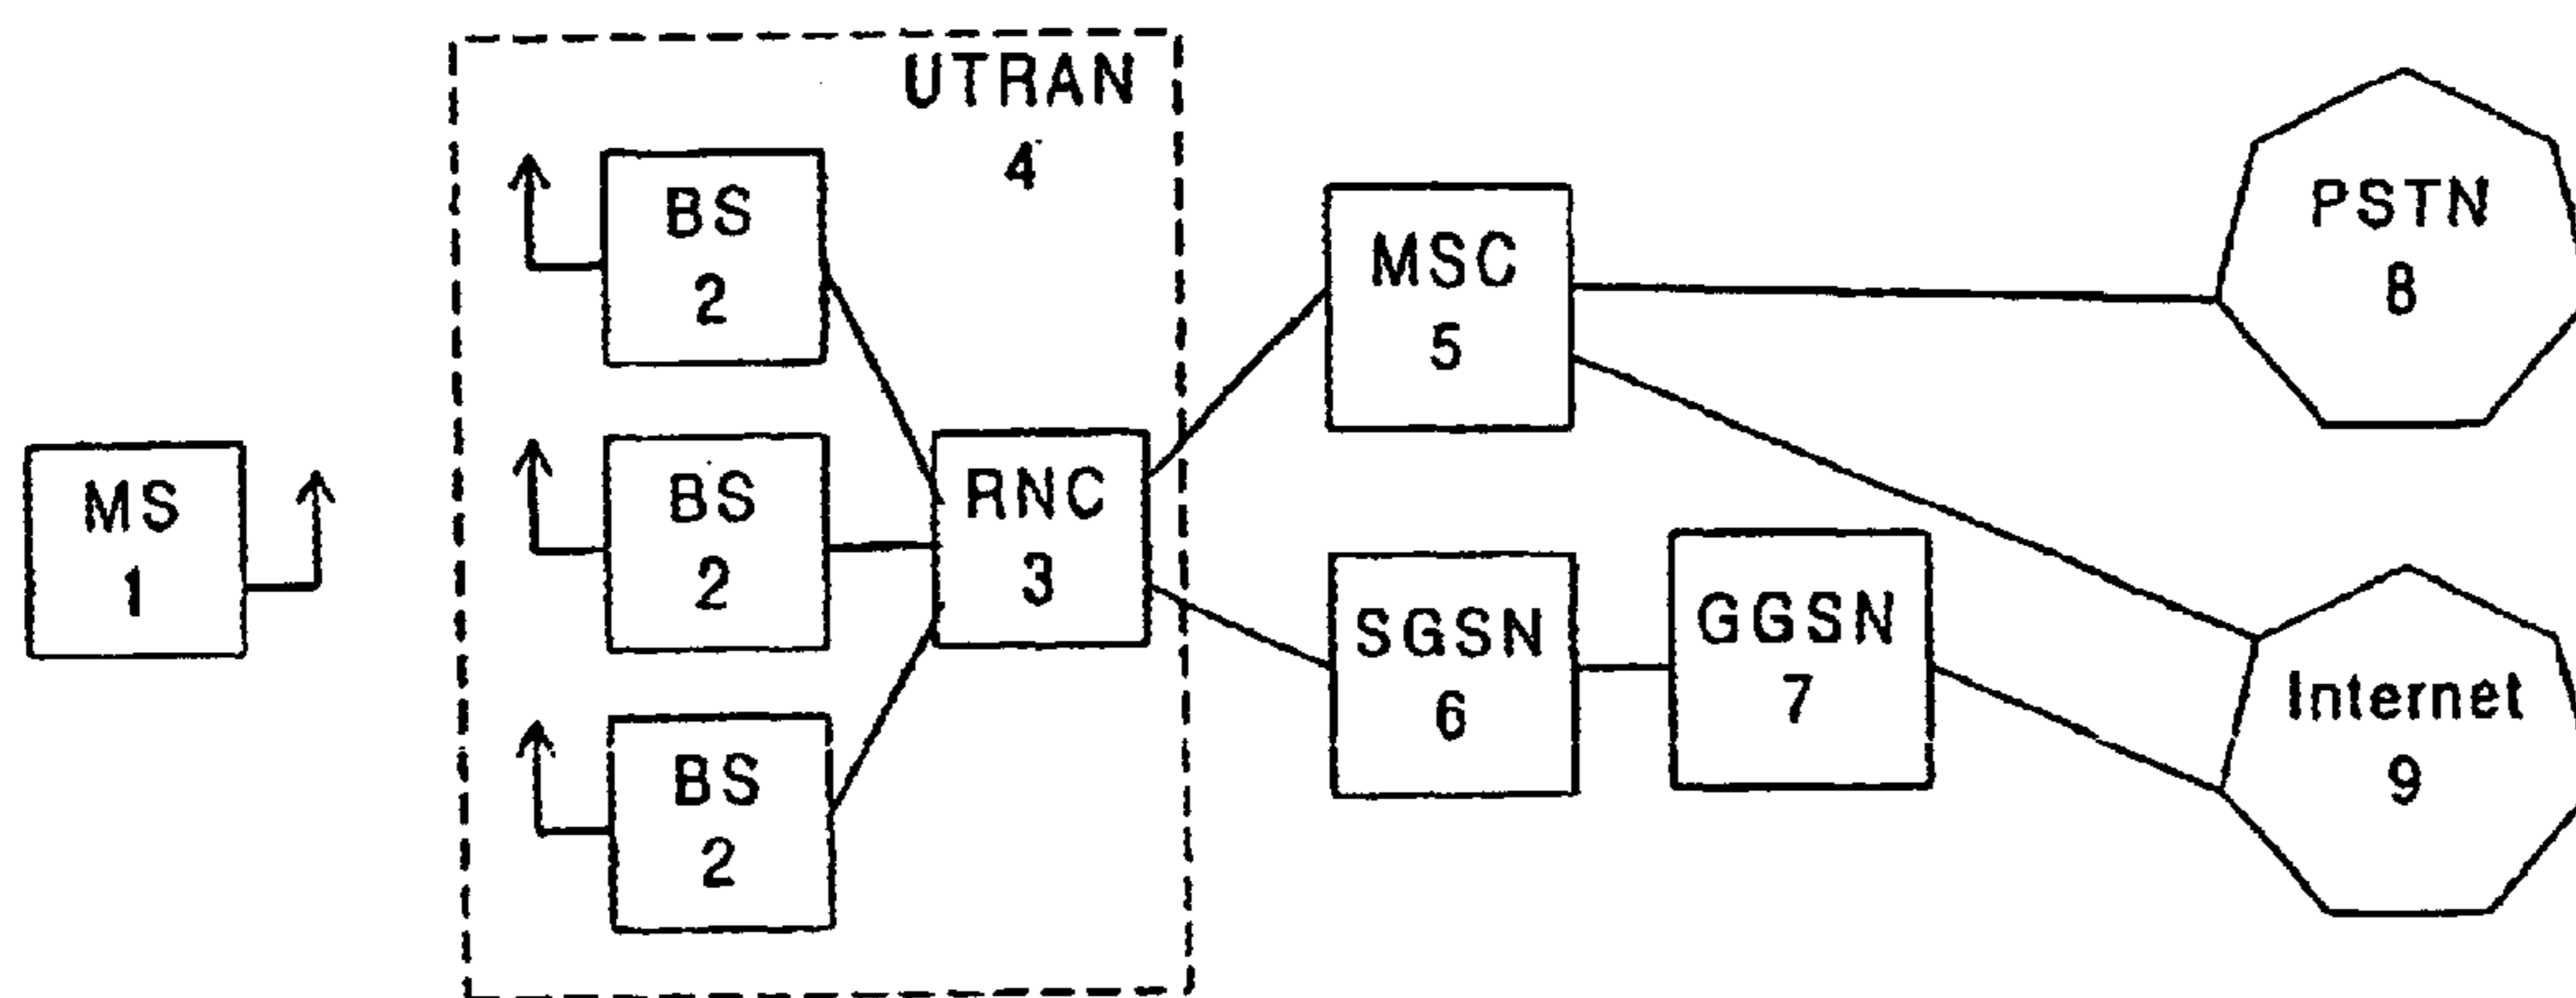 UTRAN
4
BS
2
BS
2
BS
2
MS
1
RNC
3
MSC
5
SGSN
6
GGSN
7
PSTN
8
Internet
9